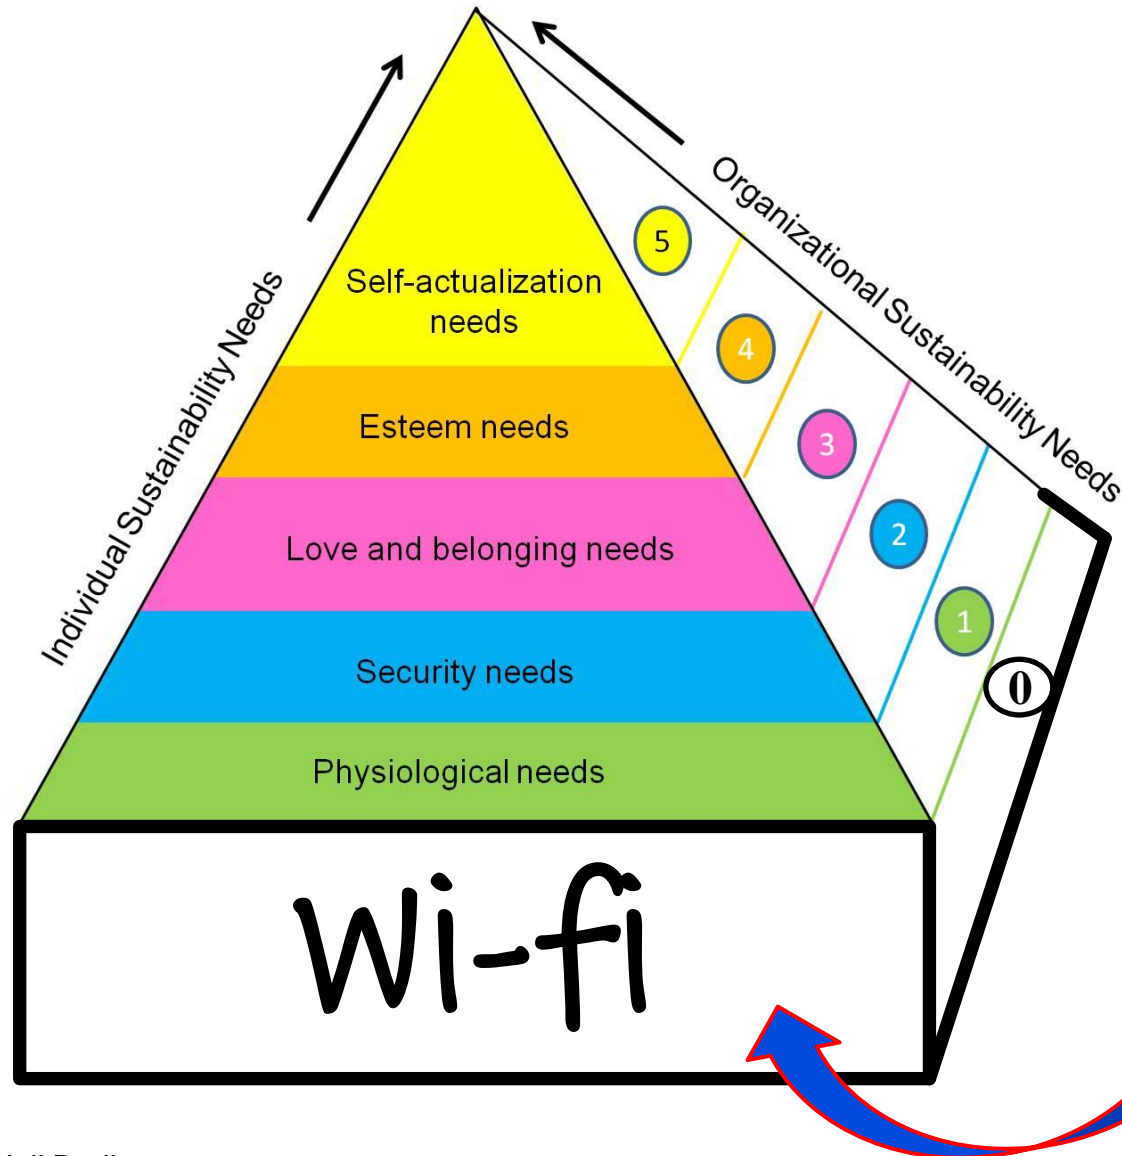 Individual Sustainability Needs
Organizational Sustainability Needs
5
Self-actualization
needs
4
Esteem needs
3
Love and belonging needs
2
Security needs
1
0
Physiological needs
Wi-fi